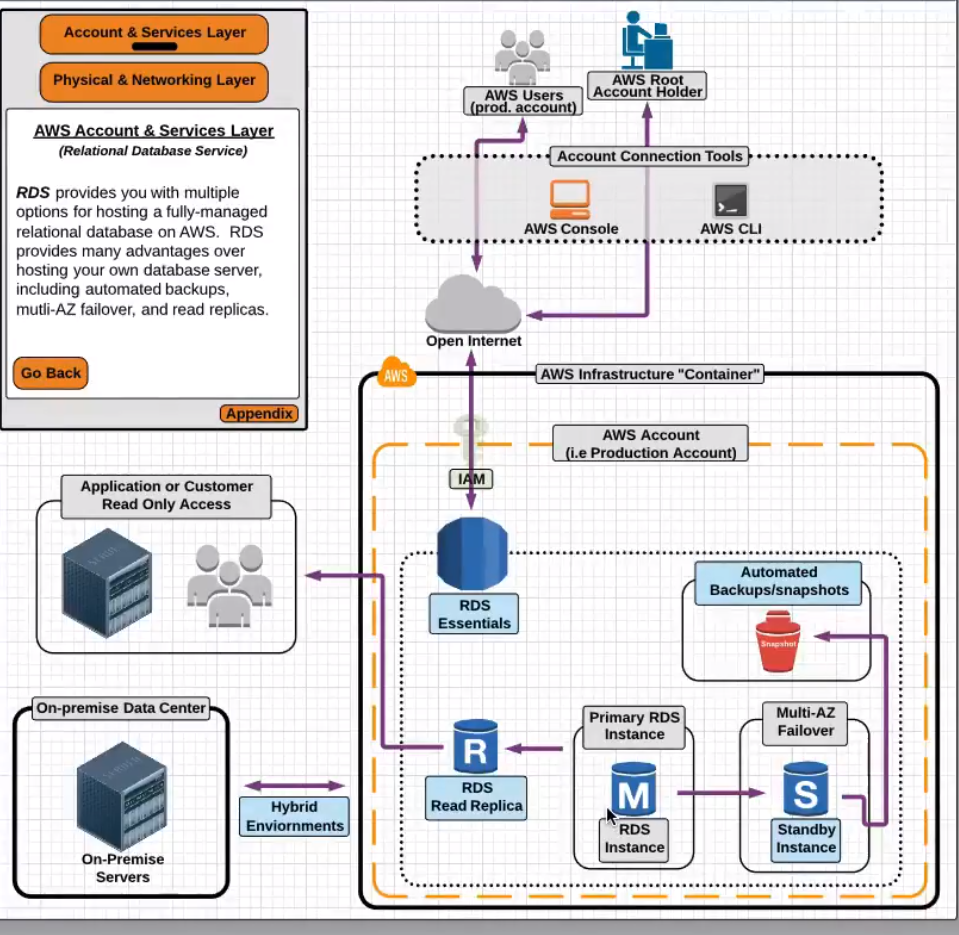 Account & Services Layer
Physical & Networking Layer
AWS Account & Services Layer
(Relational Database Service)
RDS provides you with multiple
options for hosting a fully-managed
relational database on AWS. RDS
provides many advantages over
hosting your own database server,
including automated backups,
mutli-AZ failover, and read replicas.
Go Back
Appendix
AWS Users
(prod. account)
AWS Root
Account Holder
Account Connection Tools
AWS Console
AWS CLI
Open Internet
AWS
AWS Infrastructure "Container"
AWS Account
(i.e Production Account)
IAM
Application or Customer
Read Only Access
RDS
Essentials
Automated
Backups/snapshots
Snapshot
On-premise Data Center
On-Premise
Servers
Hybrid
Enviornments
R
RDS
Read Replica
Primary RDS
Instance
M
RDS
Instance
Multi-AZ
Failover
S
Standby
Instance